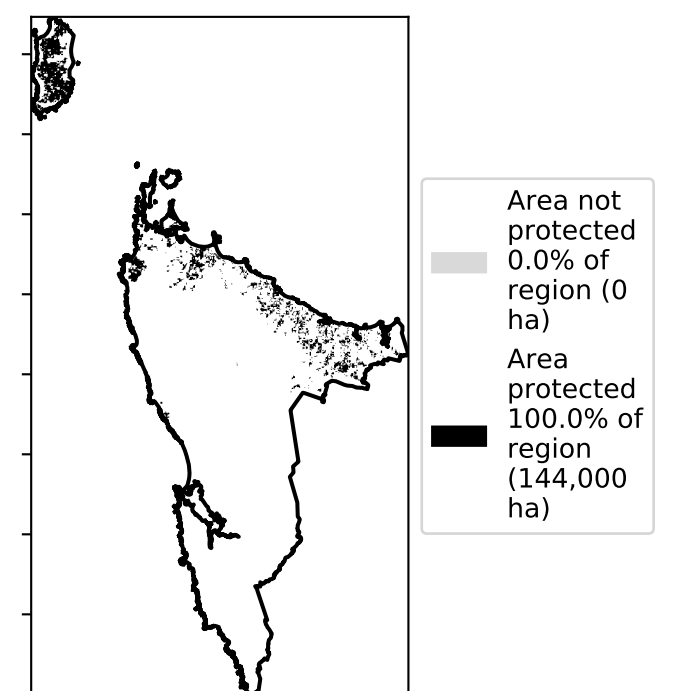 Area not
protected
0.0% of
region (0
ha)
Area
protected
100.0% of
region
(144,000
ha)